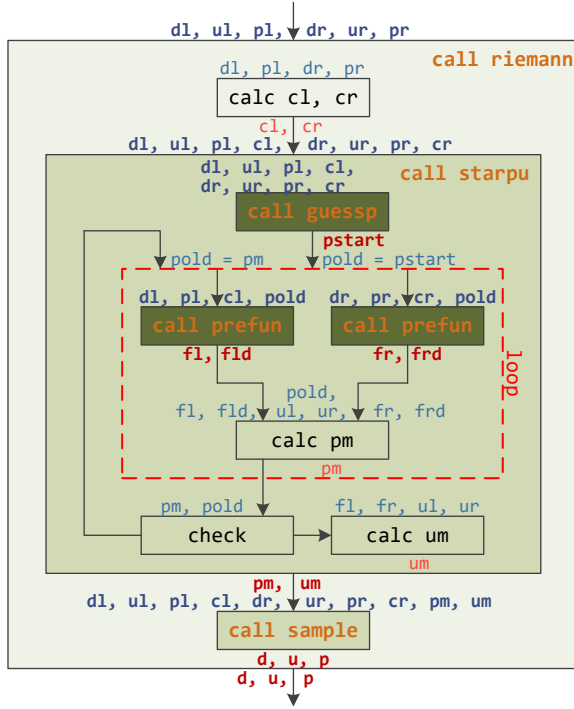 dl, ul, pl, dr, ur, pr
call riemann
dl, pl, dr, pr
calc cl, cr
cl, cr
dl, ul, pl, cl, dr, ur, pr, cr
dl, ul, pl, cl,
dr, ur, pr, cr
call starpu
call guessp
pstart
pold = pm
pold = pstart
dl, pl, cl, pold
dr, pr, cr, pold
call prefun
call prefun
fl, fld
fr, frd
loop
pold,
fl, fld, ul, ur, fr, frd
calc pm
pm
pm, pold
fl, fr, ul, ur
check
calc um
um
pm, um
dl, ul, pl, cl, dr, ur, pr, cr, pm, um
call sample
d, u, p
d, u, p